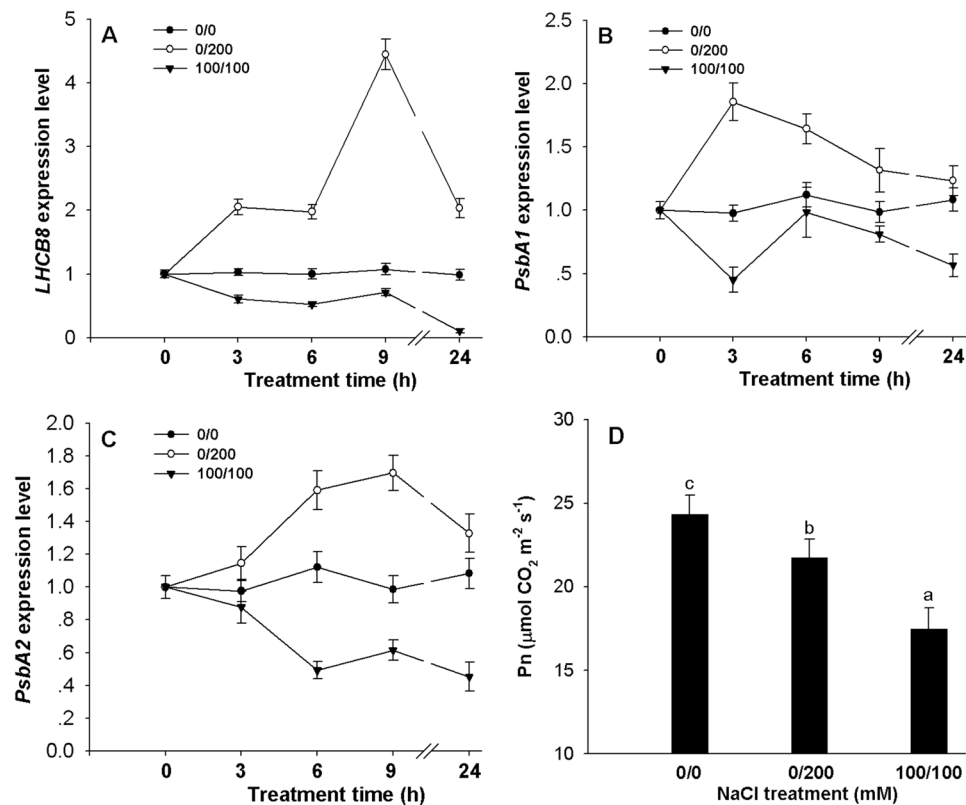 A
0/0
0/200
100/100
LHCB8 expression level
5
4
3
2
1
0
0 3 6 9 24
Treatment time (h)
B
0/0
0/200
100/100
PsbA1 expression level
2.5
2.0
1.5
1.0
.5
0.0
0 3 6 9 24
Treatment time (h)
C
0/0
0/200
100/100
PsbA2 expression level
2.0
1.8
1.6
1.4
1.2
1.0
.8
.6
.4
.2
0.0
0 3 6 9 24
Treatment time (h)
D
Pn (μmol CO₂ m⁻² s⁻¹)
30
25
20
15
10
c
b
a
0/0 0/200 100/100
NaCl treatment (mM)